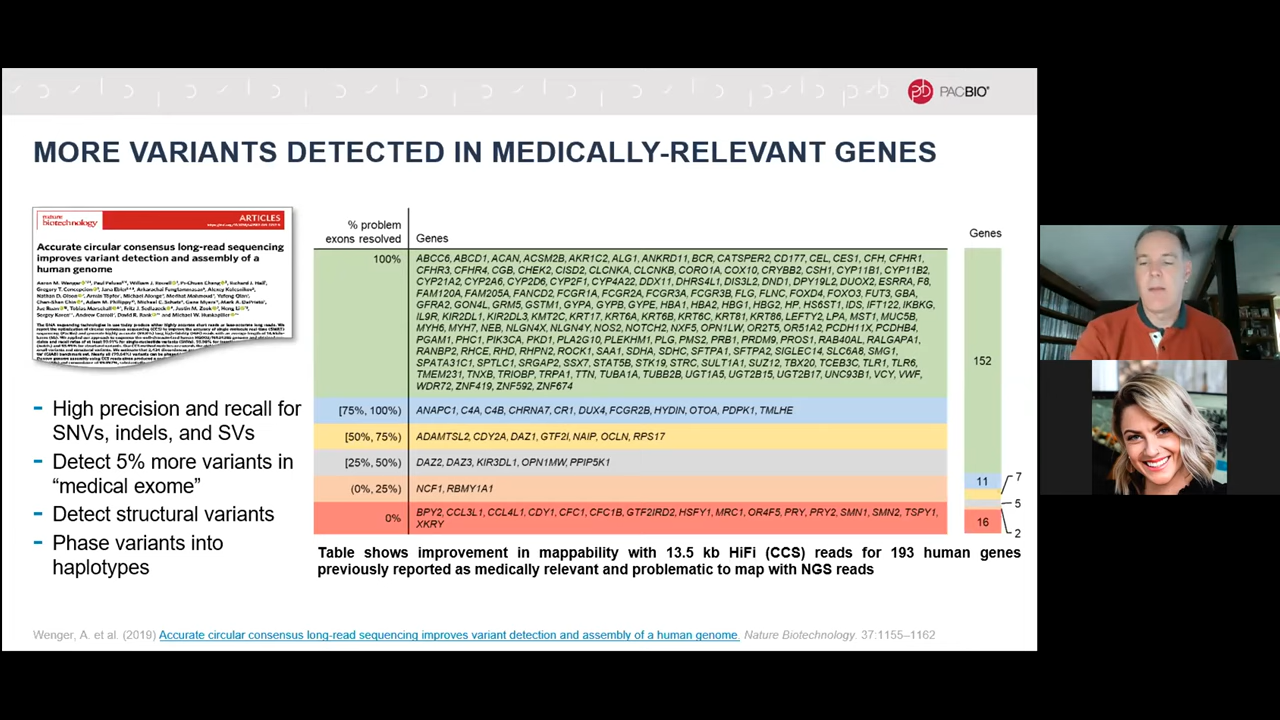 PACBIO®
MORE VARIANTS DETECTED IN MEDICALLY-RELEVANT GENES
nature
biotechnology
ARTICLES
Accurate circular consensus long-read sequencing
improves variant detection and assembly of a
human genome
- High precision and recall for
SNVs, indels, and SVs
- Detect 5% more variants in
“medical exome”
- Detect structural variants
- Phase variants into
haplotypes
% problem
exons resolved
Genes
Genes
100%
ABCC6, ABCD1, ACAN, ACSM2B, AKR1C2, ALG1, ANKRD11, BCR, CATSPER2, CD177, CEL, CES1, CFH, CFHR1,
CFHR3, CFHR4, CGB, CHEK2, CISD2, CLCNKA, CLCNKB, CORO1A, COX10, CRYBB2, CSH1, CYP11B1, CYP11B2,
CYP21A2, CYP2A6, CYP2D6, CYP2F1, CYP4A22, DDX11, DHRS4L1, DIS3L2, DND1, DPY19L2, DUOX2, ESRRA, F8,
FAM120A, FAM205A, FANCD2, FCGR1A, FCGR2A, FCGR3A, FCGR3B, FLG, FLNC, FOXD4, FOXO3, FUT3, GBA,
GFRA2, GON4L, GRM5, GSTM1, GYPA, GYPB, GYPE, HBA1, HBA2, HBG1, HBG2, HP, HS6ST1, IDS, IFT122, IKBKG,
IL9R, KIR2DL1, KIR2DL3, KMT2C, KRT17, KRT6A, KRT6B, KRT6C, KRT81, KRT86, LEFTY2, LPA, MST1, MUC5B,
MYH6, MYH7, NEB, NLGN4X, NLGN4Y, NOS2, NOTCH2, NXF5, OPN1LW, OR2T5, OR51A2, PCDH11X, PCDHB4,
PGAM1, PHC1, PIK3CA, PKD1, PLA2G10, PLEKHM1, PLG, PMS2, PRB1, PRDM9, PROS1, RAB40AL, RALGAPA1,
RANBP2, RHCE, RHD, RHPN2, ROCK1, SAA1, SDHA, SDHC, SFTPA1, SFTPA2, SIGLEC14, SLC6A8, SMG1,
SPATA31C1, SPTLC1, SRGAP2, SSX7, STAT5B, STK19, STRC, SULT1A1, SUZ12, TBX20, TCEB3C, TLR1, TLR6,
TMEM231, TNXB, TRIOBP, TRPA1, TTN, TUBA1A, TUBB2B, UGT1A5, UGT2B15, UGT2B17, UNC93B1, VCY, VWF,
WDR72, ZNF419, ZNF592, ZNF674
152
[75%, 100%)
ANAPC1, C4A, C4B, CHRNA7, CR1, DUX4, FCGR2B, HYDIN, OTOA, PDPK1, TMLHE
[50%, 75%)
ADAMTSL2, CDY2A, DAZ1, GTF2I, NAIP, OCLN, RPS17
[25%, 50%)
DAZ2, DAZ3, KIR3DL1, OPN1MW, PPIP5K1
(0%, 25%)
NCF1, RBMY1A1
0%
BPY2, CCL3L1, CCL4L1, CDY1, CFC1, CFC1B, GTF2IRD2, HSFY1, MRC1, OR4F5, PRY, PRY2, SMN1, SMN2, TSPY1,
XKRY
11
7
5
16
2
Table shows improvement in mappability with 13.5 kb HiFi (CCS) reads for 193 human genes
previously reported as medically relevant and problematic to map with NGS reads
Wenger, A. et al. (2019) Accurate circular consensus long-read sequencing improves variant detection and assembly of a human genome. Nature Biotechnology. 37:1155–1162